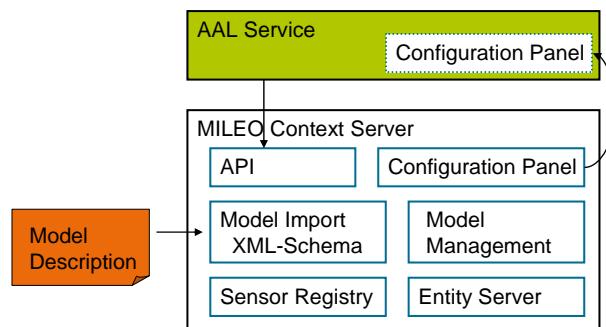 AAL Service
Configuration Panel
MILEO Context Server
API
Configuration Panel
Model Import
XML-Schema
Model
Management
Model
Description
Sensor Registry
Entity Server